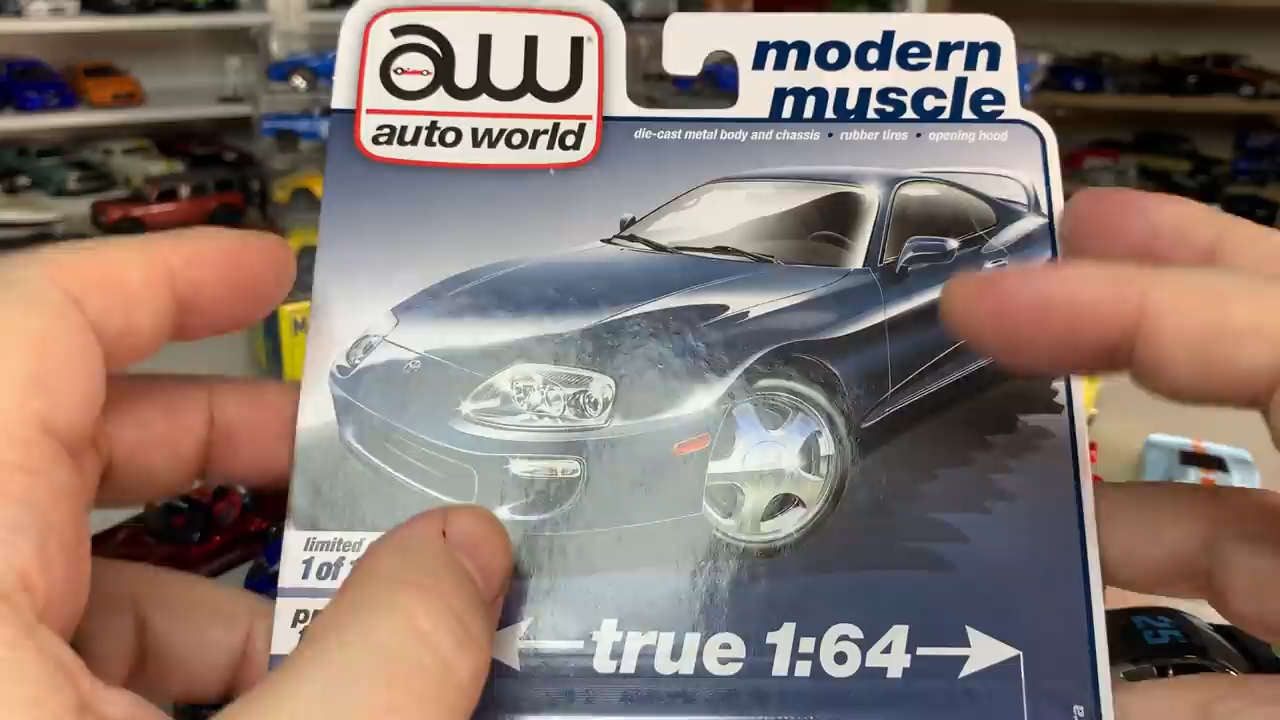 aw
auto world
modern
muscle
die-cast metal body and chassis • rubber tires • opening hood
limited
1 of
true 1:64
25